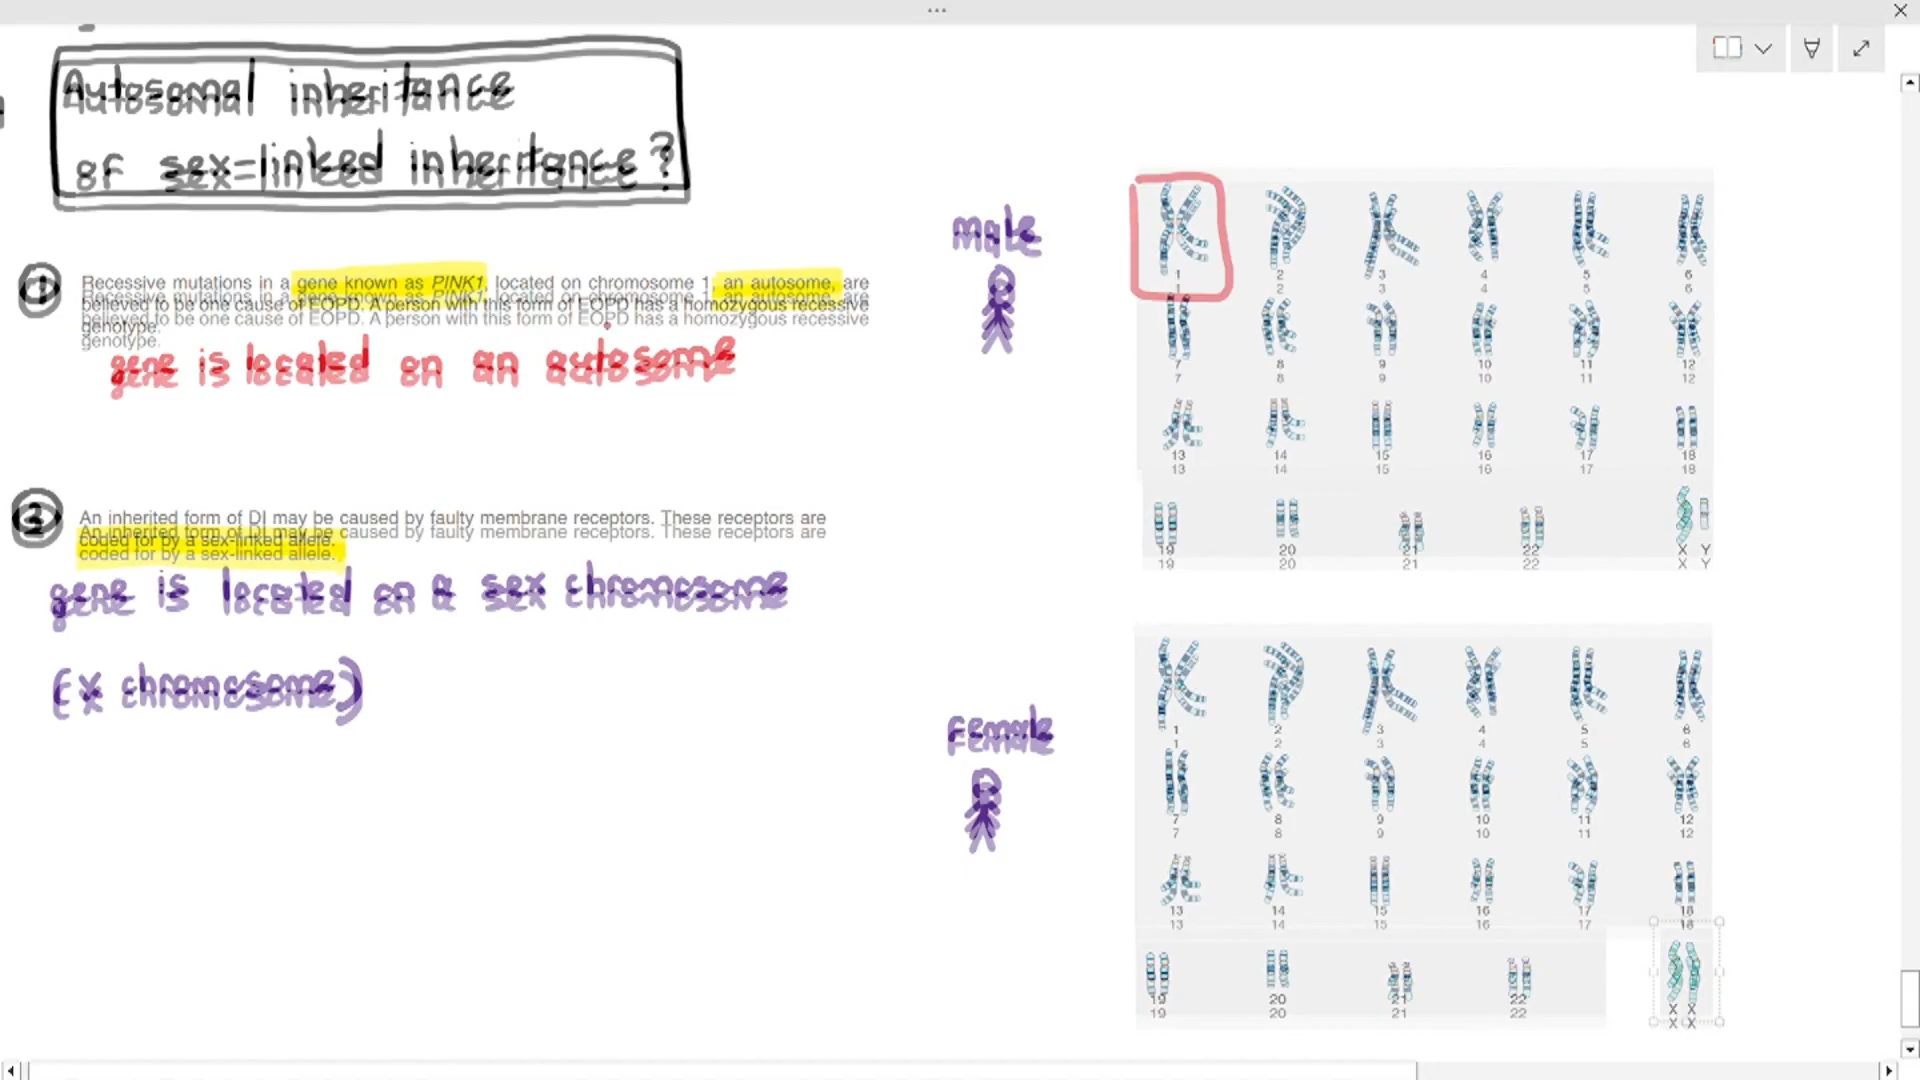 Autosomal inheritance
or sex-linked inheritance?
1 Recessive mutations in a gene known as PINK1, located on chromosome 1, an autosome, are
believed to be one cause of EOPD. A person with this form of EOPD has a homozygous recessive
genotype.
gene is located on an autosome
2 An inherited form of DI may be caused by faulty membrane receptors. These receptors are
coded for by a sex-linked allele.
gene is located on a sex chromosome
(X chromosome)
male
1 2 3 4 5 6
7 8 9 10 11 12
13 14 15 16 17 18
19 20 21 22 X Y
female
1 2 3 4 5 6
7 8 9 10 11 12
13 14 15 16 17 18
19 20 21 22 X X